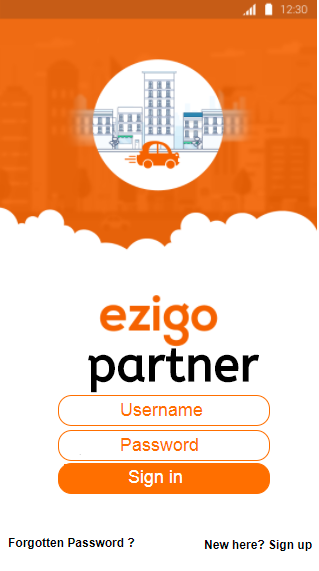 12:30
ezigo
partner
Username
Password
Sign in
Forgotten Password ?
New here? Sign up